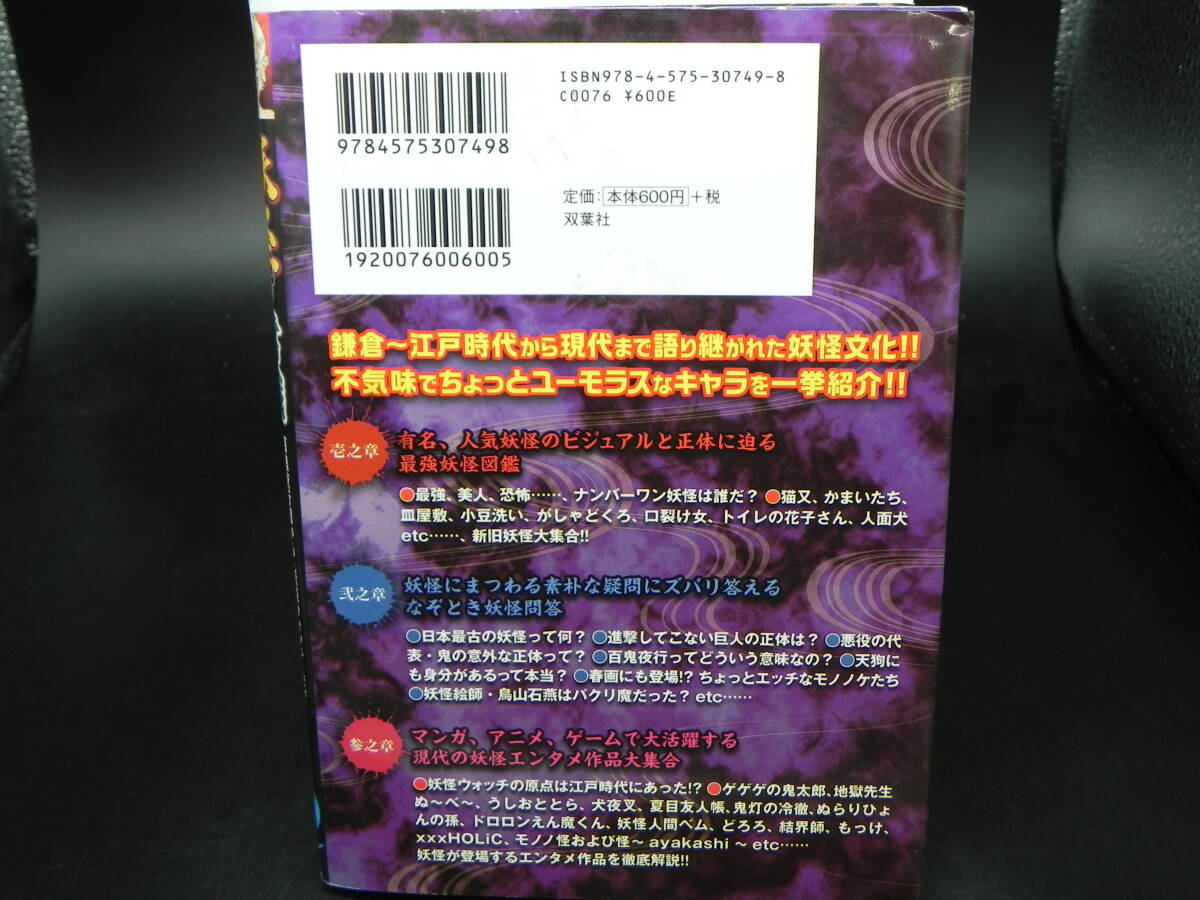 ISBN978-4-575-30749-8
C0076 ¥600E
9784575307498
定価:本体600円+税
双葉社
1920076006005
鎌倉〜江戸時代から現代まで語り継がれた妖怪文化!!
不気味でちょっとユーモラスなキャラを一挙紹介!!
壱之章
有名、人気妖怪のビジュアルと正体に迫る
最強妖怪図鑑
●最強、美人、恐怖……、ナンバーワン妖怪は誰だ? ●猫又、かまいたち、
皿屋敷、小豆洗い、がしゃどくろ、口裂け女、トイレの花子さん、人面犬
etc……、新旧妖怪大集合!!
弐之章
妖怪にまつわる素朴な疑問にズバリ答える
なぞとき妖怪問答
●日本最古の妖怪って何? ●進撃してこない巨人の正体は? ●悪役の代
表・鬼の意外な正体って? ●百鬼夜行ってどういう意味なの? ●天狗に
も身分があるって本当? ●春画にも登場!? ちょっとエッチなモノノケたち
●妖怪絵師・鳥山石燕はパクリ魔だった? etc……
参之章
マンガ、アニメ、ゲームで大活躍する
現代の妖怪エンタメ作品大集合
●妖怪ウォッチの原点は江戸時代にあった!? ●ゲゲゲの鬼太郎、地獄先生
ぬ〜べ〜、うしおととら、犬夜叉、夏目友人帳、鬼灯の冷徹、ぬらりひょ
んの孫、ドロロンえん魔くん、妖怪人間ベム、どろろ、結界師、もっけ、
xxxHOLiC、モノノ怪および怪〜 ayakashi 〜 etc……
妖怪が登場するエンタメ作品を徹底解説!!